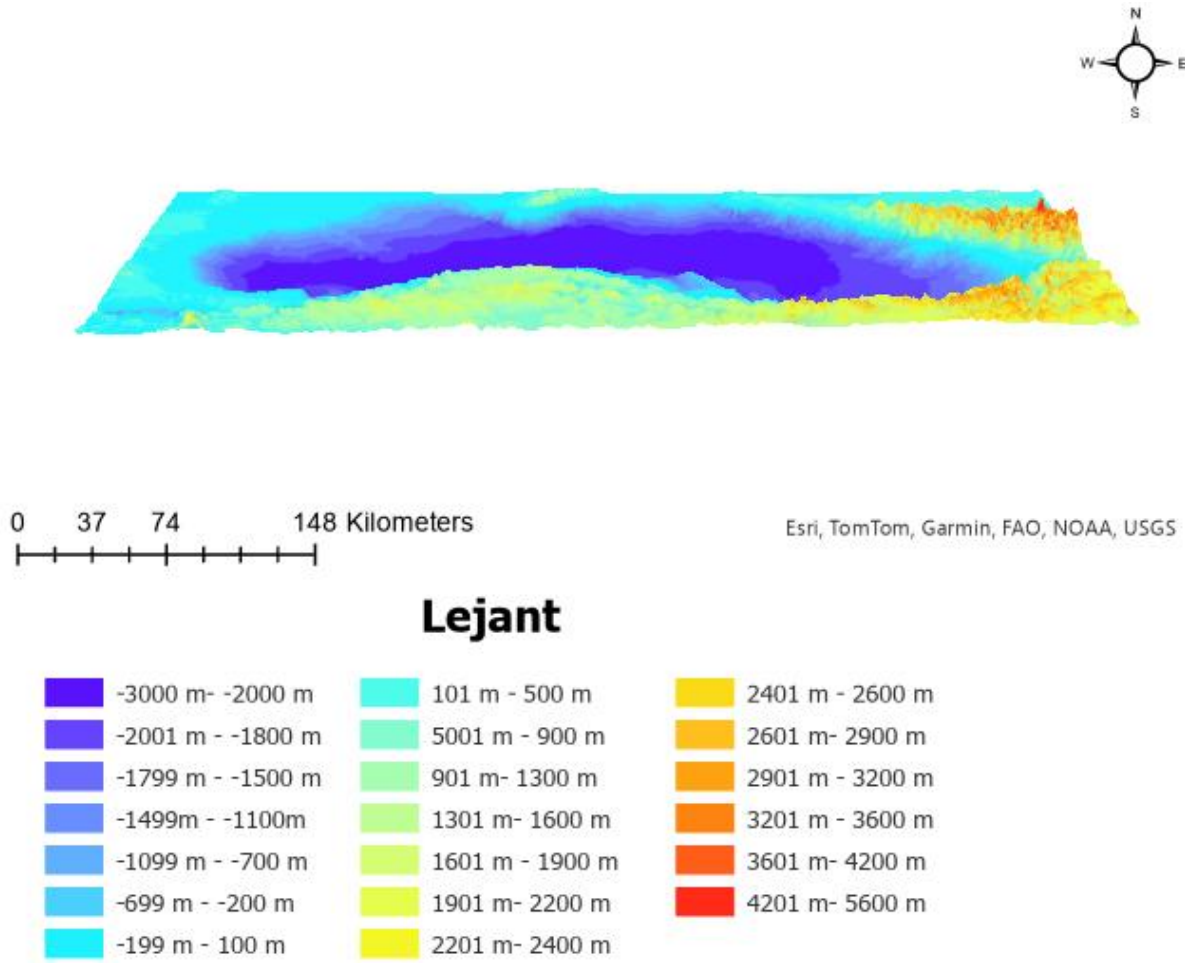 N
W E
S
0 37 74 148 Kilometers
Esri, TomTom, Garmin, FAO, NOAA, USGS
Lejant
-3000 m- -2000 m
-2001 m - -1800 m
-1799 m - -1500 m
-1499m - -1100m
-1099 m - -700 m
-699 m - -200 m
-199 m - 100 m
101 m - 500 m
5001 m - 900 m
901 m- 1300 m
1301 m- 1600 m
1601 m - 1900 m
1901 m- 2200 m
2201 m- 2400 m
2401 m - 2600 m
2601 m- 2900 m
2901 m- 3200 m
3201 m - 3600 m
3601 m- 4200 m
4201 m- 5600 m